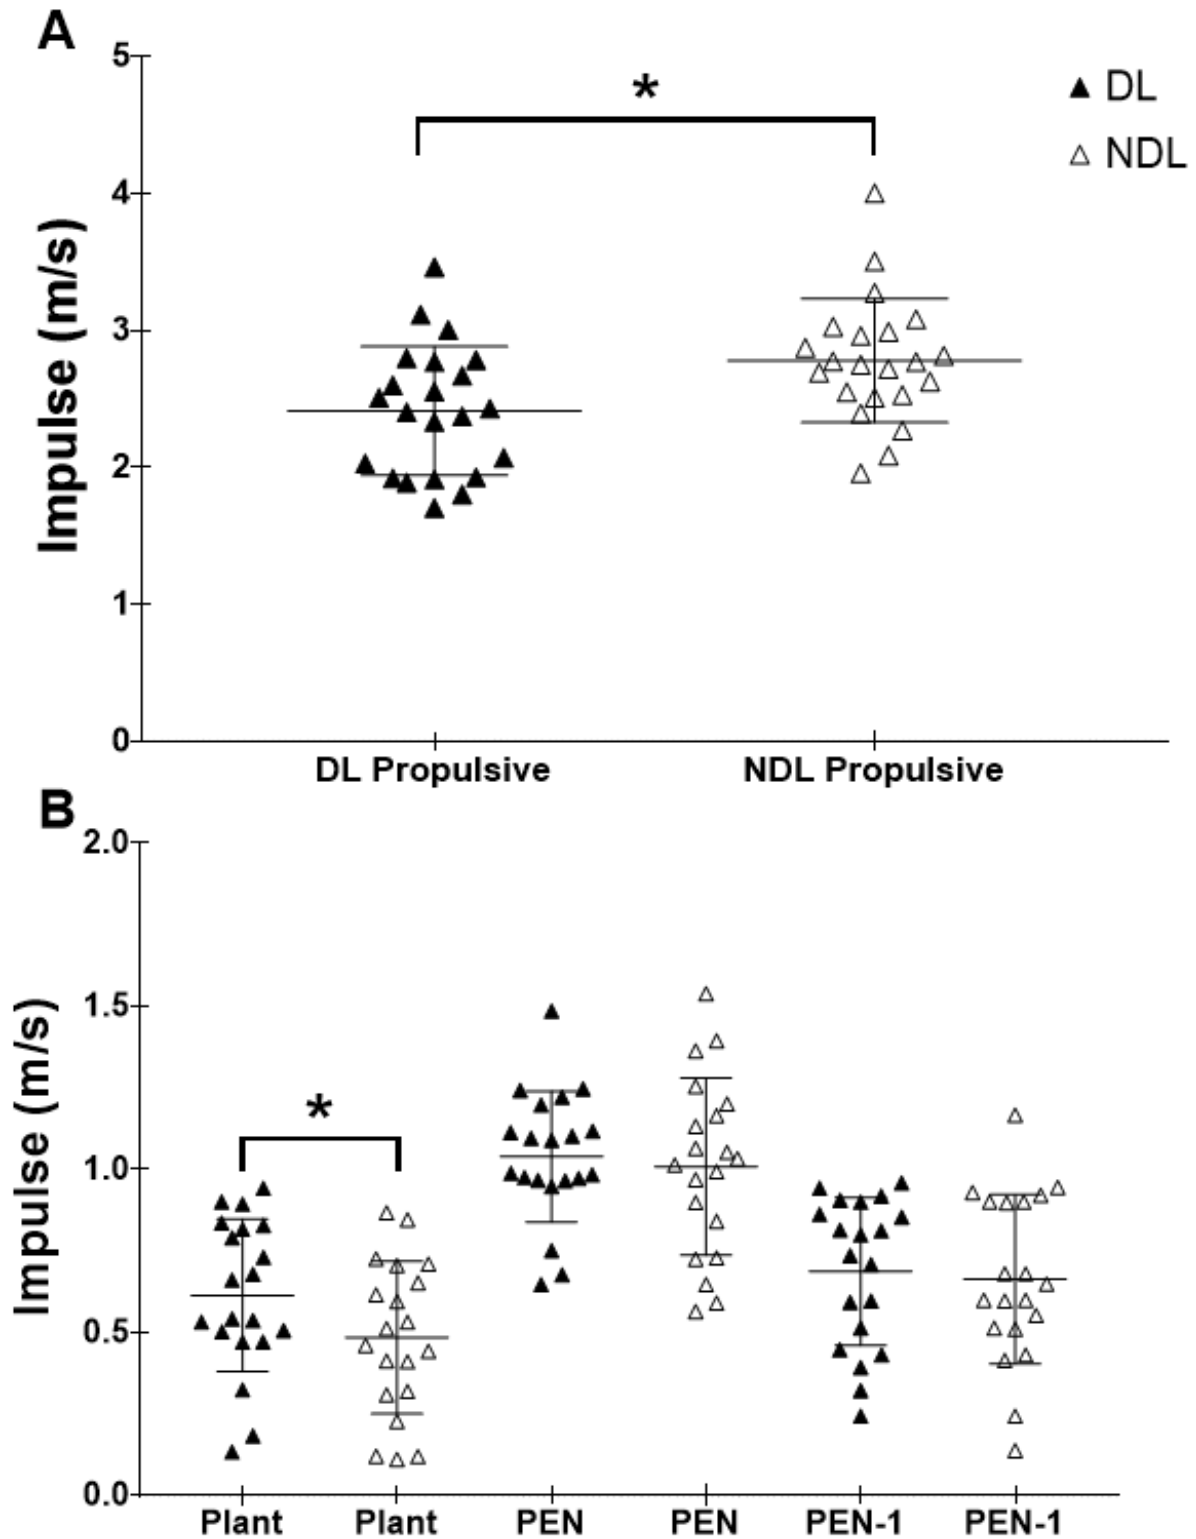 A
5
*
▲ DL
△ NDL
4
Impulse (m/s)
3
2
1
0
DL Propulsive NDL Propulsive
B
2.0
1.5
Impulse (m/s)
*
1.0
0.5
0.0
Plant Plant PEN PEN PEN-1 PEN-1